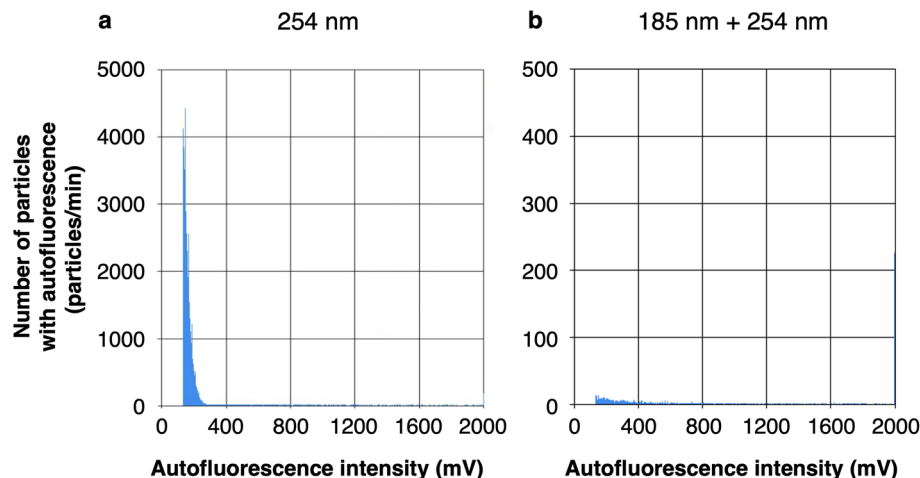 a 254 nm
b 185 nm + 254 nm
Number of particles
with autofluorescence
(particles/min)
5000
4000
3000
2000
1000
0
0 400 800 1200 1600 2000
Autofluorescence intensity (mV)
500
400
300
200
100
0
0 400 800 1200 1600 2000
Autofluorescence intensity (mV)